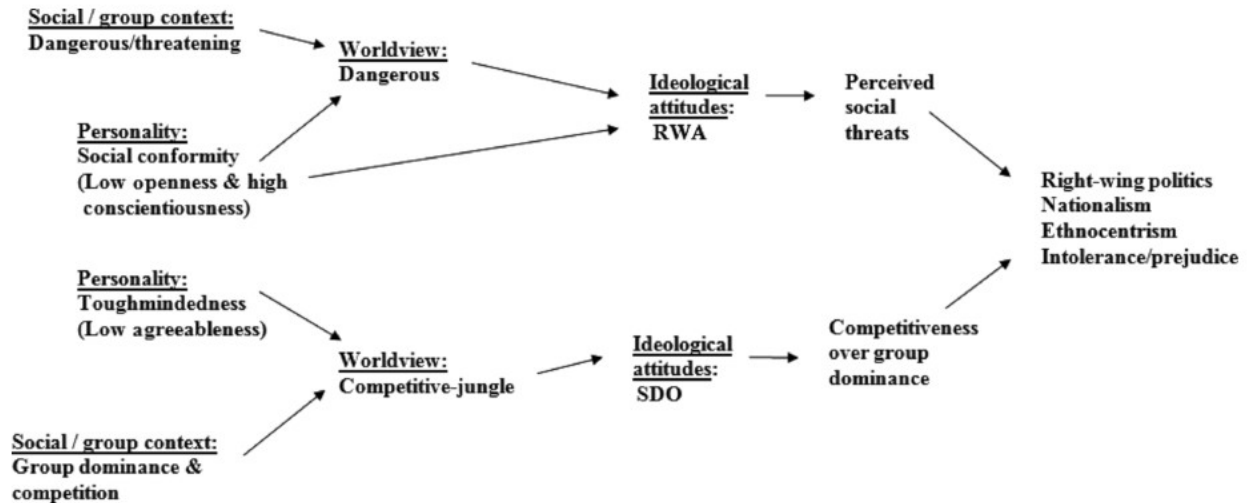 Social / group context:
Dangerous/threatening
Worldview:
Dangerous
Personality:
Social conformity
(Low openness & high
conscientiousness)
Ideological
attitudes:
RWA
Perceived
social
threats
Right-wing politics
Nationalism
Ethnocentrism
Intolerance/prejudice
Personality:
Toughmindedness
(Low agreeableness)
Worldview:
Competitive-jungle
Ideological
attitudes:
SDO
Competitiveness
over group
dominance
Social / group context:
Group dominance &
competition